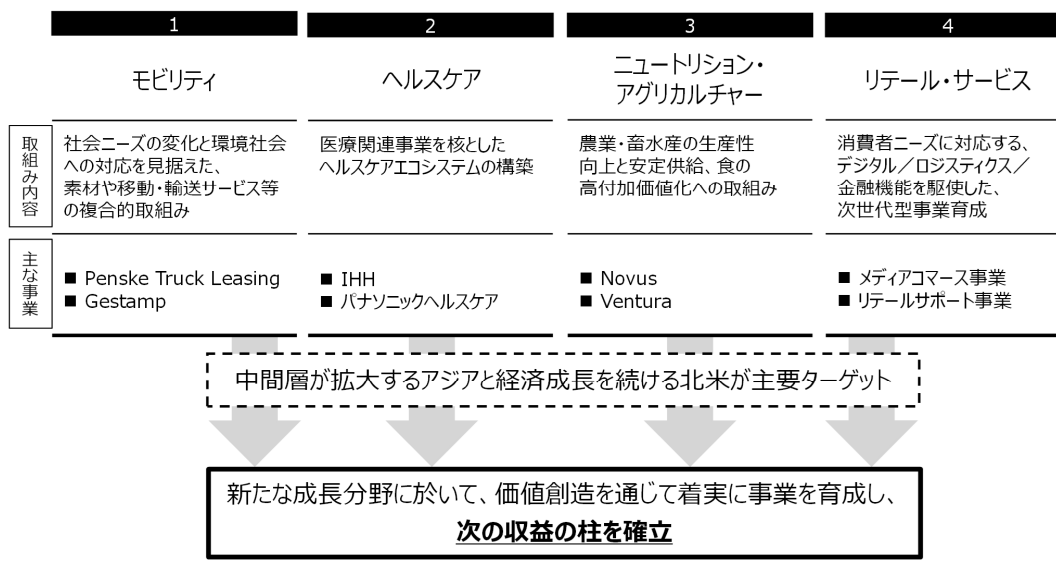 1
モビリティ
2
ヘルスケア
3
ニュートリション・
アグリカルチャー
4
リテール・サービス
取組み内容
社会ニーズの変化と環境社会
への対応を見据えた、
素材や移動・輸送サービス等
の複合的取組み
医療関連事業を核とした
ヘルスケアエコシステムの構築
農業・畜水産の生産性
向上と安定供給、食の
高付加価値化への取組み
消費者ニーズに対応する、
デジタル／ロジスティクス／
金融機能を駆使した、
次世代型事業育成
主な事業
■ Penske Truck Leasing
■ Gestamp
■ IHH
■ パナソニックヘルスケア
■ Novus
■ Ventura
■ メディアコマース事業
■ リテールサポート事業
中間層が拡大するアジアと経済成長を続ける北米が主要ターゲット
新たな成長分野に於いて、価値創造を通じて着実に事業を育成し、
次の収益の柱を確立